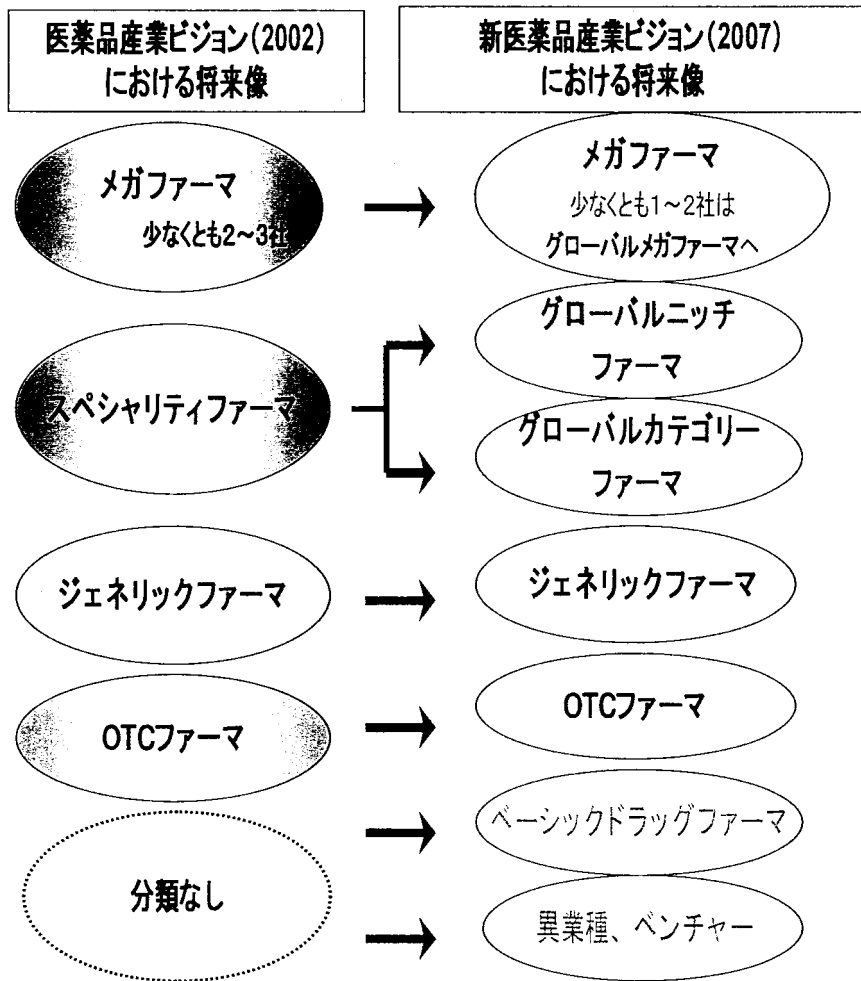 医薬品産業ビジョン(2002)
における将来像
新医薬品産業ビジョン(2007)
における将来像
メガファーマ
少なくとも2～3社
メガファーマ
少なくとも1～2社は
グローバルメガファーマへ
スペシャリティファーマ
グローバルニッチ
ファーマ
グローバルカテゴリー
ファーマ
ジェネリックファーマ
ジェネリックファーマ
OTCファーマ
OTCファーマ
分類なし
ベーシックドラッグファーマ
異業種、ベンチャー